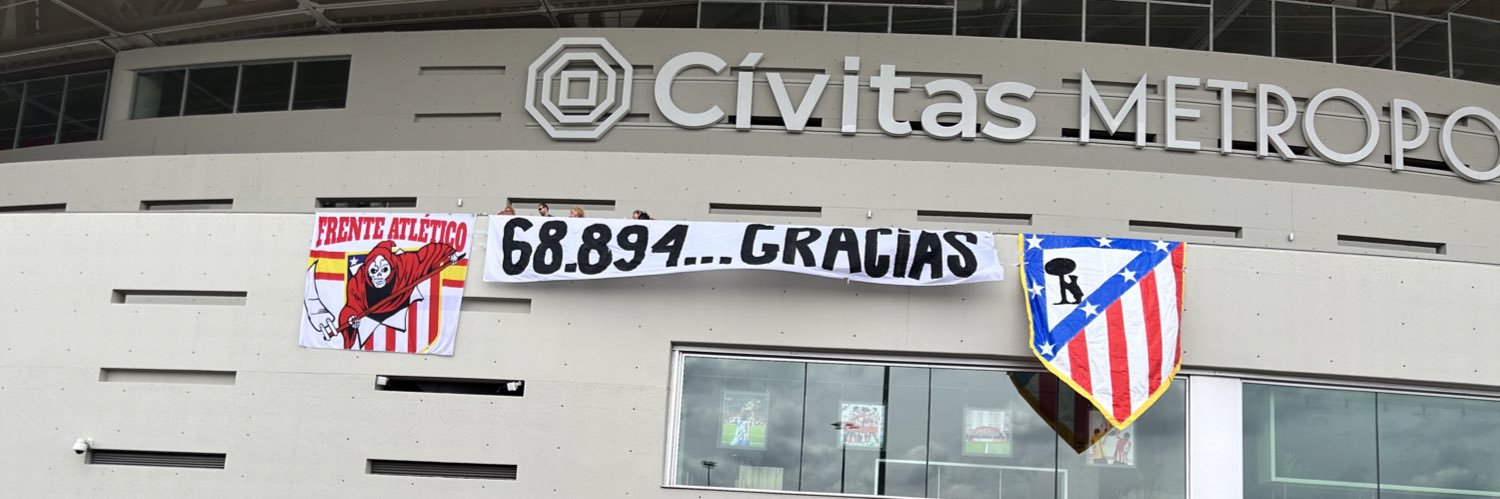 Cívitas METROPO
FRENTE ATLÉTICO
68.894... GRACIAS